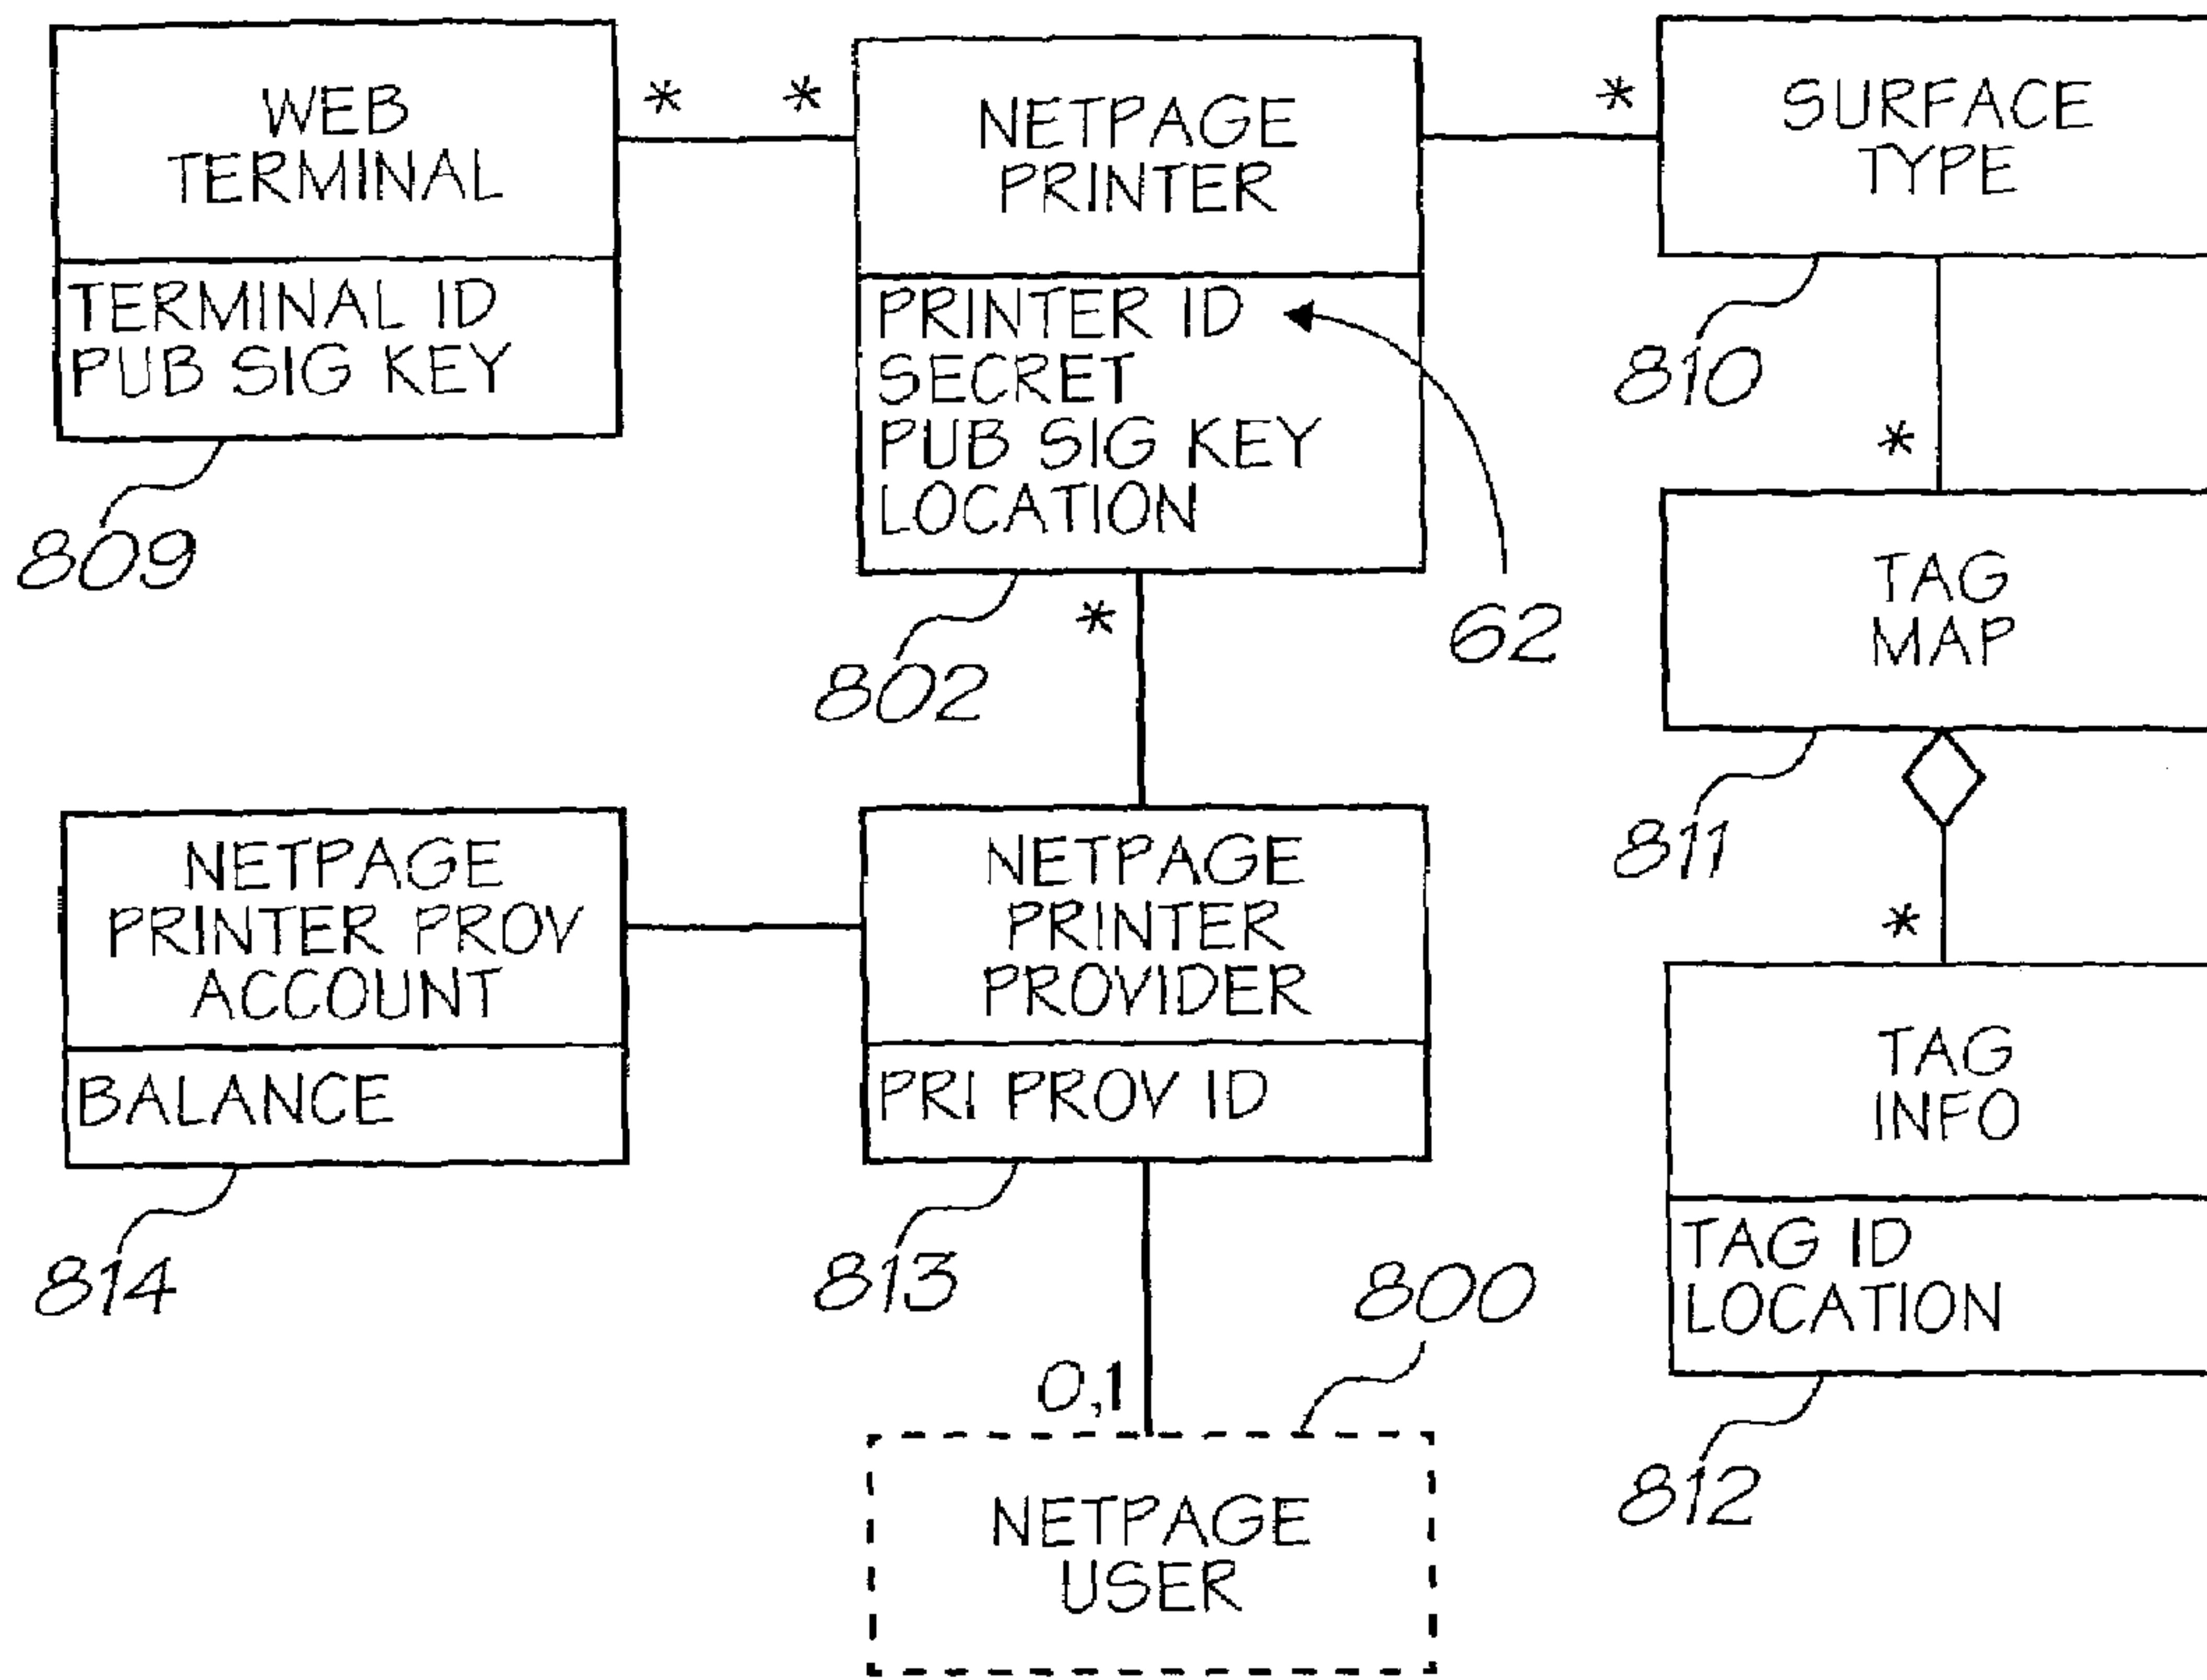 WEB
TERMINAL
TERMINAL ID
PUB SIG KEY
809
*
*
NETPAGE
PRINTER
PRINTER ID
SECRET
PUB SIG KEY
LOCATION
62
802
*
*
SURFACE
TYPE
810
*
TAG
MAP
811
*
TAG
INFO
TAG ID
LOCATION
812
NETPAGE
PRINTER PROV
ACCOUNT
BALANCE
814
NETPAGE
PRINTER
PROVIDER
PRI PROV ID
813
0,1
800
NETPAGE
USER